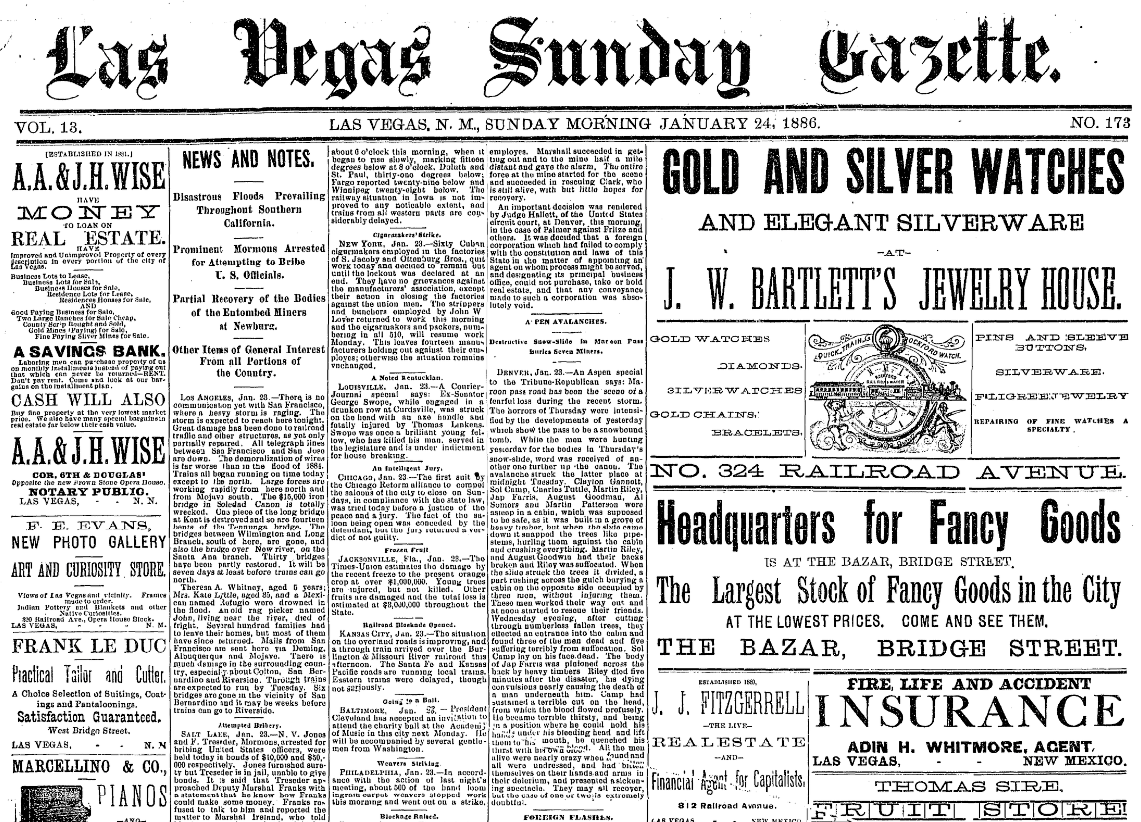 Las Vegas Sunday Gazette.
VOL. 13. LAS VEGAS, N. M., SUNDAY MORNING JANUARY 24, 1886. NO. 173
[ESTABLISHED IN 1881.]
A.A. & J.H. WISE
HAVE
MONEY
TO LOAN ON
REAL ESTATE.
HAVE
Improved and Unimproved Property of every
description in every portion of the city of
Las Vegas.
Business Lots to Lease,
Business Lots for Sale,
Business Houses for Sale,
Residence Lots for Lease,
Residences Houses for Sale,
AND
Good Paying Business for Sale,
Two Large Ranches for Sale Cheap,
County Scrip Bought and Sold,
Gold Mines (Paying) for Sale,
Fine Paying Silver Mines for Sale.
A SAVINGS BANK.
Laboring men can purchase property of us
on monthly installments instead of paying out
that which can never be returned—RENT.
Don't pay rent. Come and look at our bar-
gains on the installment plan.
CASH WILL ALSO
Buy fine property at the very lowest market
price. We also have many recent bargains in
real estate far below their cash value.
A.A. & J.H. WISE
COR. 6TH & DOUGLAS'
Opposite the new Brown Stone Opera House.
NOTARY PUBLIC.
LAS VEGAS, - - N. N.
F. E. EVANS,
NEW PHOTO GALLERY
ART AND CURIOSITY STORE.
Views of Las Vegas and vicinity. Frames
made to order.
Indian Pottery and Blankets and other
Native Curiosities.
320 Railroad Ave., Opera House Block.
LAS VEGAS, - - N. M.
FRANK LE DUC
Practical Tailor and Cutter.
A Choice Selection of Suitings, Coat-
ings and Pantaloonings.
Satisfaction Guaranteed.
West Bridge Street.
LAS VEGAS, - - N. M
MARCELLINO & CO.,
PIANOS
—AND—
NEWS AND NOTES.
Disastrous Floods Prevailing
Throughout Southern
California.
Prominent Mormons Arrested
for Attempting to Bribe
U. S. Officials.
Partial Recovery of the Bodies
of the Entombed Miners
at Newburg.
Other Items of General Interest
From all Portions of
the Country.
LOS ANGELES, Jan. 23.—There is no
communication yet with San Francisco,
where a heavy storm is raging. The
storm is expected to reach here tonight.
Great damage has been done to railroad
traffic and other structures, as yet only
partially repaired. All telegraph lines
between San Francisco and San Jose
are down. The demoralization of wires
is far worse than in the flood of 1884.
Trains all began running on time today
except to the north. Large forces are
working rapidly from here north and
from Mojave south. The $15,000 iron
bridge in Soledad Canon is totally
wrecked. One piece of the long bridge
at Kent is destroyed and so are fourteen
bents of the Tennings bridge. The
bridges between Wilmington and Long
Branch, south of here, are gone, and
also the bridge over New river, on the
Santa Ana branch. Thirty bridges
have been partly restored. It will be
seven days at least before trains can go
north.
Theresa A. Whitney, aged 5 years;
Mrs. Kate Lyttle, aged 35, and a Mexi-
can named Refugio were drowned in
the flood. An old rag picker named
John, living near the river, died of
fright. Several hundred families had
to leave their homes, but most of them
have since returned. Mails from San
Francisco are sent here via Deming,
Albuquerque and Mojave. There is
much damage in the surrounding coun-
try, especially about Colton, San Ber-
nardino and Riverside. Through trains
are expected to run by Tuesday. Six
bridges are gone in the vicinity of San
Bernardino and it may be weeks before
trains can go to Riverside.
Attempted Bribery.
SALT LAKE, Jan. 23.—N. V. Jones
and F. Tresder, Mormons, arrested for
bribing United States officers, were
held today in bonds of $10,000 and $50,-
000 respectively. Jones furnished sure-
ty but Tresder is in jail, unable to give
bonds. It is said that Tresder ap-
proached Deputy Marshal Franks with
a statement that he knew how Franks
could make some money. Franks re-
fused to talk to him and reported the
matter to Marshal Ireland, who told
about 6 o'clock this morning, when it
began to rise slowly, marking fifteen
degrees below at 8 o'clock. Duluth and
St. Paul, thirty-one degrees below;
Fargo reported twenty-nine below and
Winnipeg twenty-eight below. The
railway situation in Iowa is not im-
proved to any noticeable extent, and
trains from all western parts are con-
siderably delayed.
Cigarmakers' Strike.
NEW YORK, Jan. 23.—Sixty Cuban
cigarmakers employed in the factories
of S. Jacoby and Ottenburg Bros., quit
work today and decided to remain out
until the lockout was declared at an
end. They have no grievances against
the manufacturers' association, except
their action in closing the factories
against the union men. The strippers
and bunchers employed by John W
Lover returned to work this morning
and the cigarmakers and packers, num-
bering in all 510, will resume work
Monday. This leaves fourteen manu-
facturers holding out against their em-
ployes; otherwise the situation remains
unchanged.
A Noted Kentuckian.
LOUISVILLE, Jan. 23.—A Courier-
Journal special says: Ex-Senator
George Swope, while engaged in a
drunken row at Curdsville, was struck
on the head with an axe handle and
fatally injured by Thomas Lankens.
Swope was once a brilliant young fel-
low, who has killed his man, served in
the legislature and is under indictment
for house breaking.
An Intelligent Jury.
CHICAGO, Jan. 23.—The first suit by
the Chicago Retorm alliance to compel
the saloons of the city to close on Sun-
days, in compliance with the state law,
was tried today before a justice of the
peace and a jury. The fact of the sa-
loon being open was conceded by the
defendant, but the jury returned a ver-
dict of not guilty.
Frozen Fruit
JACKSONVILLE, Fla., Jan. 23.—The
Times-Union estimates the damage by
the recent freeze to the present orange
crop at over $1,000,000. Young trees
are injured, but not killed. Other
fruits are damaged and the total loss is
estimated at $3,000,000 throughout the
State.
Railroad Blockade Opened.
KANSAS CITY, Jan. 23.—The situation
on the overland roads is improving, and
a through train arrived over the Bur-
lington & Missouri River railroad this
afternoon. The Santa Fe and Kansas
Pacific roads are running local trains.
Eastern trains were delayed, though
not seriously.
Going to a Ball.
BALTIMORE, Jan. 23.— President
Cleveland has accepted an invitation to
attend the charity ball at the Academy
of Music in this city next Monday. He
will be accompanied by several gentle-
men from Washington.
Weavers Striking.
PHILADELPHIA, Jan. 23.—In accord-
ance with the action of last night's
meeting, about 500 of the hand loom
ingrain carpet weavers stopped work
this morning and went out on a strike.
Blockage Raised.
employes. Marshall succeeded in get-
ting out and to the mine half a mile
distant and gave the alarm. The entire
force at the mine started for the scene
and succeeded in rescuing Clark, who
is still alive, with but little hopes for
recovery.
An important decision was rendered
by Judge Hallett, of the United States
circuit court, at Denver, this morning,
in the case of Palmer against Fritzo and
others. It was decided that a foreign
corporation which had failed to comply
with the constitution and laws of this
State in the matter of appointing an
agent on whom process might be served,
and designating its principal business
office, could not purchase, take or hold
real estate, and that any conveyance
made to such a corporation was abso-
lutely void.
ASPEN AVALANCHES.
Destructive Snow-Slide in Maroon Pass
Buries Seven Miners.
DENVER, Jan. 23.—An Aspen special
to the Tribune-Republican says: Ma-
roon pass road has been the scene of a
fearful loss during the recent storm.
The horrors of Thursday were intensi-
fied by the developments of yesterday
which show the pass to be a snowbound
tomb. While the men were hunting
yesterday for the bodies in Thursday's
snow-slide, word was received of an-
other one further up the canon. The
avalanche struck the latter place at
midnight Tuesday. Clayton Gannott,
Sol Camp, Charles Tuttle, Martin Riley,
Jap Farris, August Goodman, Al
Somers and Martin Patterson were
asleep in a cabin, which was supposed
to be safe, as it was built in a grove of
heavy timber, but when the slide came
down it snapped the trees like pipe-
stems, hurling them against the cabin
and crushing everything. Martin Riley,
and August Goodwan had their backs
broken and Riley was suffocated. When
the slide struck the trees it divided, a
part rushing across the gulch burying a
cabin on the opposite side occupied by
three men, without injuring them.
These men worked their way out and
at noon started to rescue their friends.
Wednesday evening, after cutting
through numberless fallen trees, they
effected an entrance into the cabin and
found three of the men dead and five
suffering terribly from suffocation. Sol
Camp lay on his face dead. The body
of Jap Farris was pinioned across the
back by heavy timbers Riley died five
minutes after the disaster, his dying
convulsions nearly causing the death of
a man underneath him. Camp had
sustained a terrible cut on the head,
from which the blood flowed profusely.
He became terribly thirsty, and being
in a position where he could hold his
hands under his bleeding head and lift
them to his mouth, he quenched his
thirst with his own blood. All the men
alive were nearly crazy when found and
all were undressed, and had bitten
themselves on their hands and arms in
their delerium, and presented a sicken-
ing spectacle. They may all recover,
but the case of one or two is extremely
doubtful.
FOREIGN FLASHES.
GOLD AND SILVER WATCHES
AND ELEGANT SILVERWARE
—AT—
J. W. BARTLETT'S JEWELRY HOUSE.
GOLD WATCHES
DIAMONDS.
SILVER WATCHES
GOLD CHAINS.
BRACELETS.
QUICK TRAIN. ROCKFORD WATCH.
PINS AND SLEEVE
BUTTONS.
SILVERWARE.
FILIGREE JEWELRY
REPAIRING OF FINE WATCHES A
SPECIALTY.
NO. 324 RAILROAD AVENUE.
Headquarters for Fancy Goods
IS AT THE BAZAR, BRIDGE STREET,
The Largest Stock of Fancy Goods in the City
AT THE LOWEST PRICES, COME AND SEE THEM,
THE BAZAR, BRIDGE STREET.
ESTABLISHED 1880,
J. J. FITZGERRELL
—THE LIVE—
REAL ESTATE
—AND—
Financial Agent for Capitalists,
812 Railroad Avenue.
LAS VEGAS - - NEW MEXICO
FIRE, LIFE AND ACCIDENT
INSURANCE
ADIN H. WHITMORE, AGENT,
LAS VEGAS, - - NEW MEXICO.
THOMAS SIRE.
FRUIT STORE!